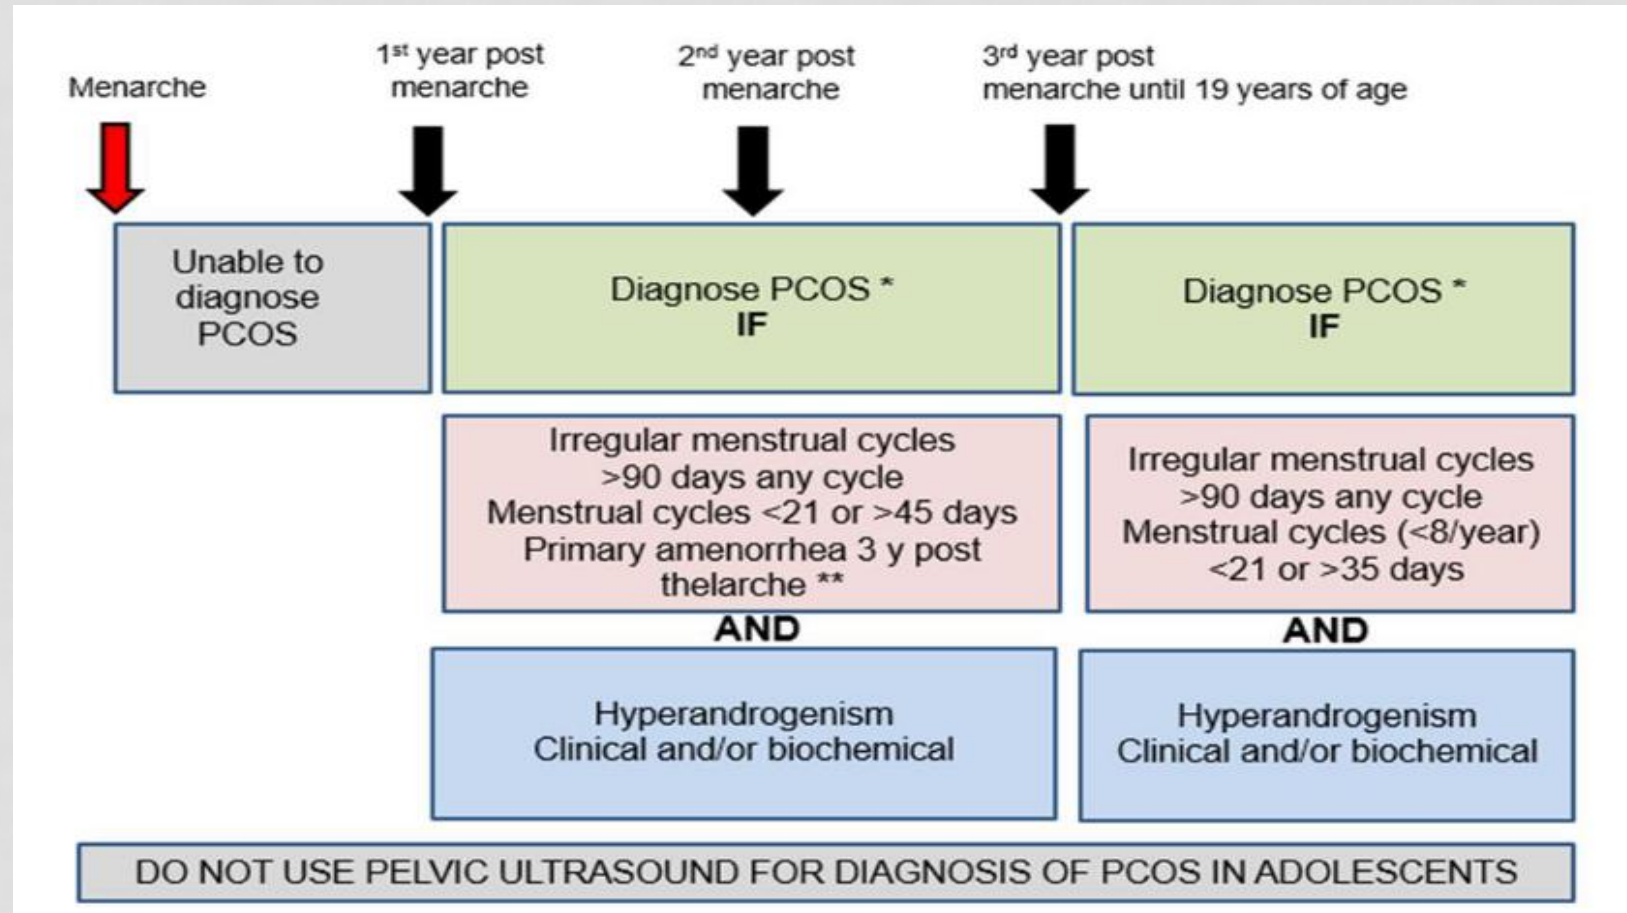 Menarche
1st year post
menarche
2nd year post
menarche
3rd year post
menarche until 19 years of age
Unable to
diagnose
PCOS
Diagnose PCOS *
IF
Diagnose PCOS *
IF
Irregular menstrual cycles
>90 days any cycle
Menstrual cycles <21 or >45 days
Primary amenorrhea 3 y post
thelarche **
Irregular menstrual cycles
>90 days any cycle
Menstrual cycles (<8/year)
<21 or >35 days
AND
AND
Hyperandrogenism
Clinical and/or biochemical
Hyperandrogenism
Clinical and/or biochemical
DO NOT USE PELVIC ULTRASOUND FOR DIAGNOSIS OF PCOS IN ADOLESCENTS